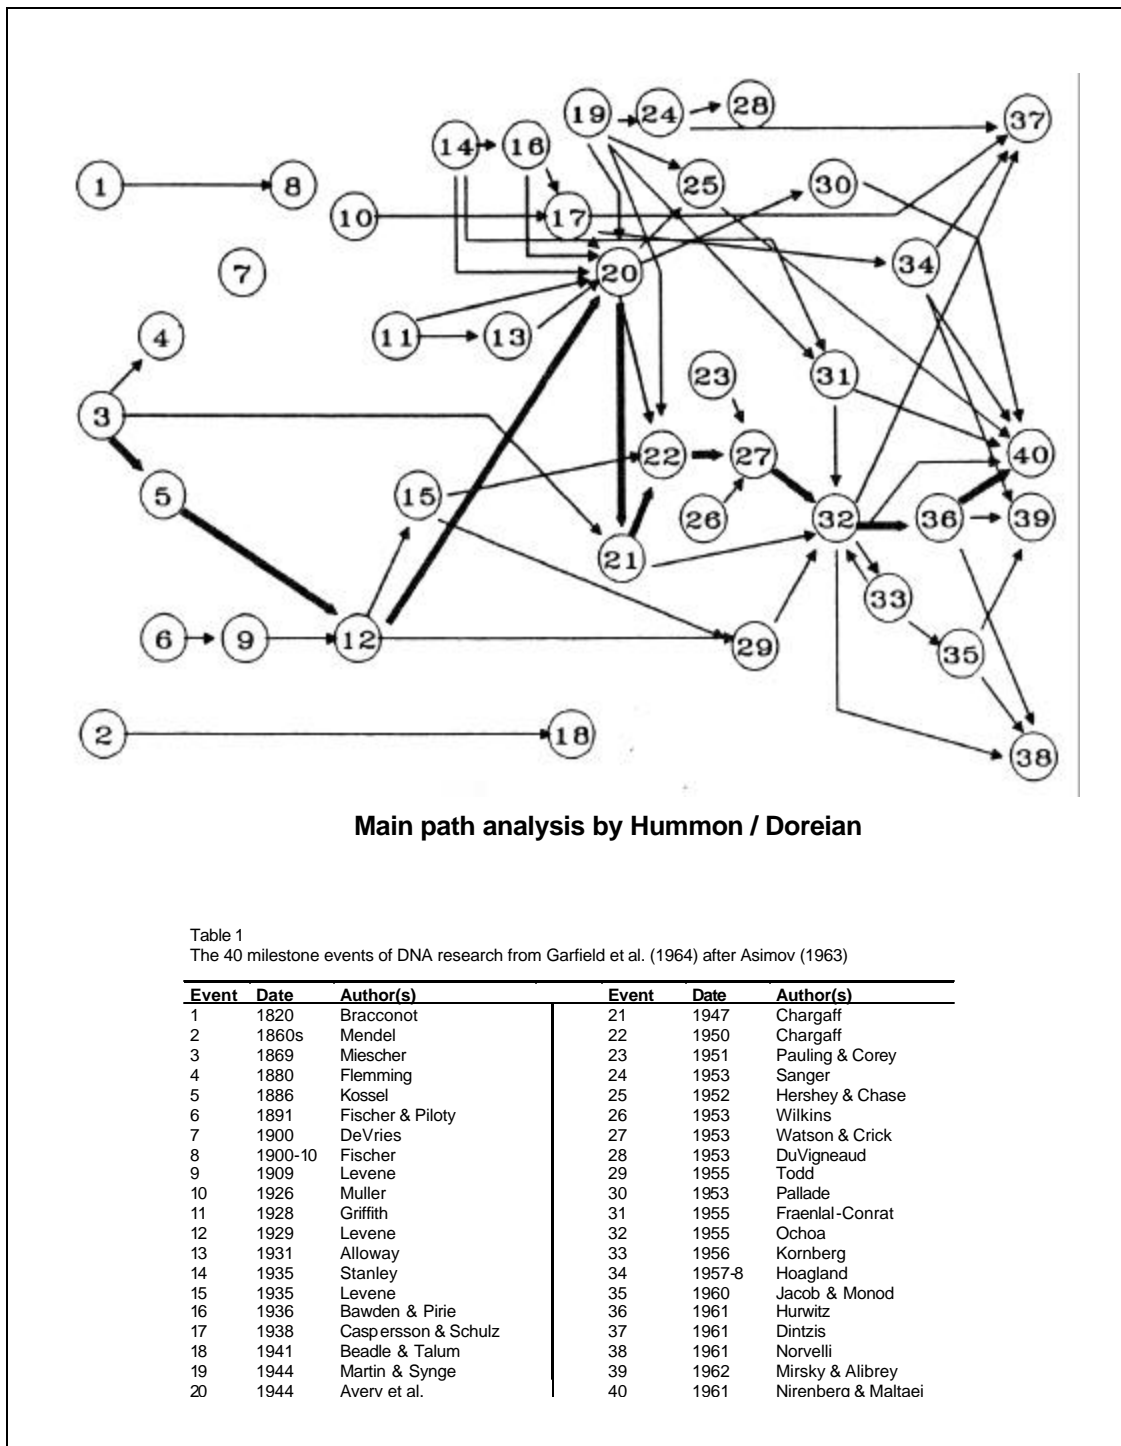 19 24 28
37
14 16
1 8
25 30
10 17
34
7
20
4
11 13
23 31
3
22 27
40
5
15
26 32 36 39
21
33
6 9 12
29 35
2 18
38
Main path analysis by Hummon / Doreian
Table 1
The 40 milestone events of DNA research from Garfield et al. (1964) after Asimov (1963)
Event Date Author(s) Event Date Author(s)
1 1820 Bracconot 21 1947 Chargaff
2 1860s Mendel 22 1950 Chargaff
3 1869 Miescher 23 1951 Pauling & Corey
4 1880 Flemming 24 1953 Sanger
5 1886 Kossel 25 1952 Hershey & Chase
6 1891 Fischer & Piloty 26 1953 Wilkins
7 1900 DeVries 27 1953 Watson & Crick
8 1900-10 Fischer 28 1953 DuVigneaud
9 1909 Levene 29 1955 Todd
10 1926 Muller 30 1953 Pallade
11 1928 Griffith 31 1955 Fraenlal-Conrat
12 1929 Levene 32 1955 Ochoa
13 1931 Alloway 33 1956 Kornberg
14 1935 Stanley 34 1957-8 Hoagland
15 1935 Levene 35 1960 Jacob & Monod
16 1936 Bawden & Pirie 36 1961 Hurwitz
17 1938 Caspersson & Schulz 37 1961 Dintzis
18 1941 Beadle & Talum 38 1961 Norvelli
19 1944 Martin & Synge 39 1962 Mirsky & Alibrey
20 1944 Avery et al. 40 1961 Nirenberg & Maltaei